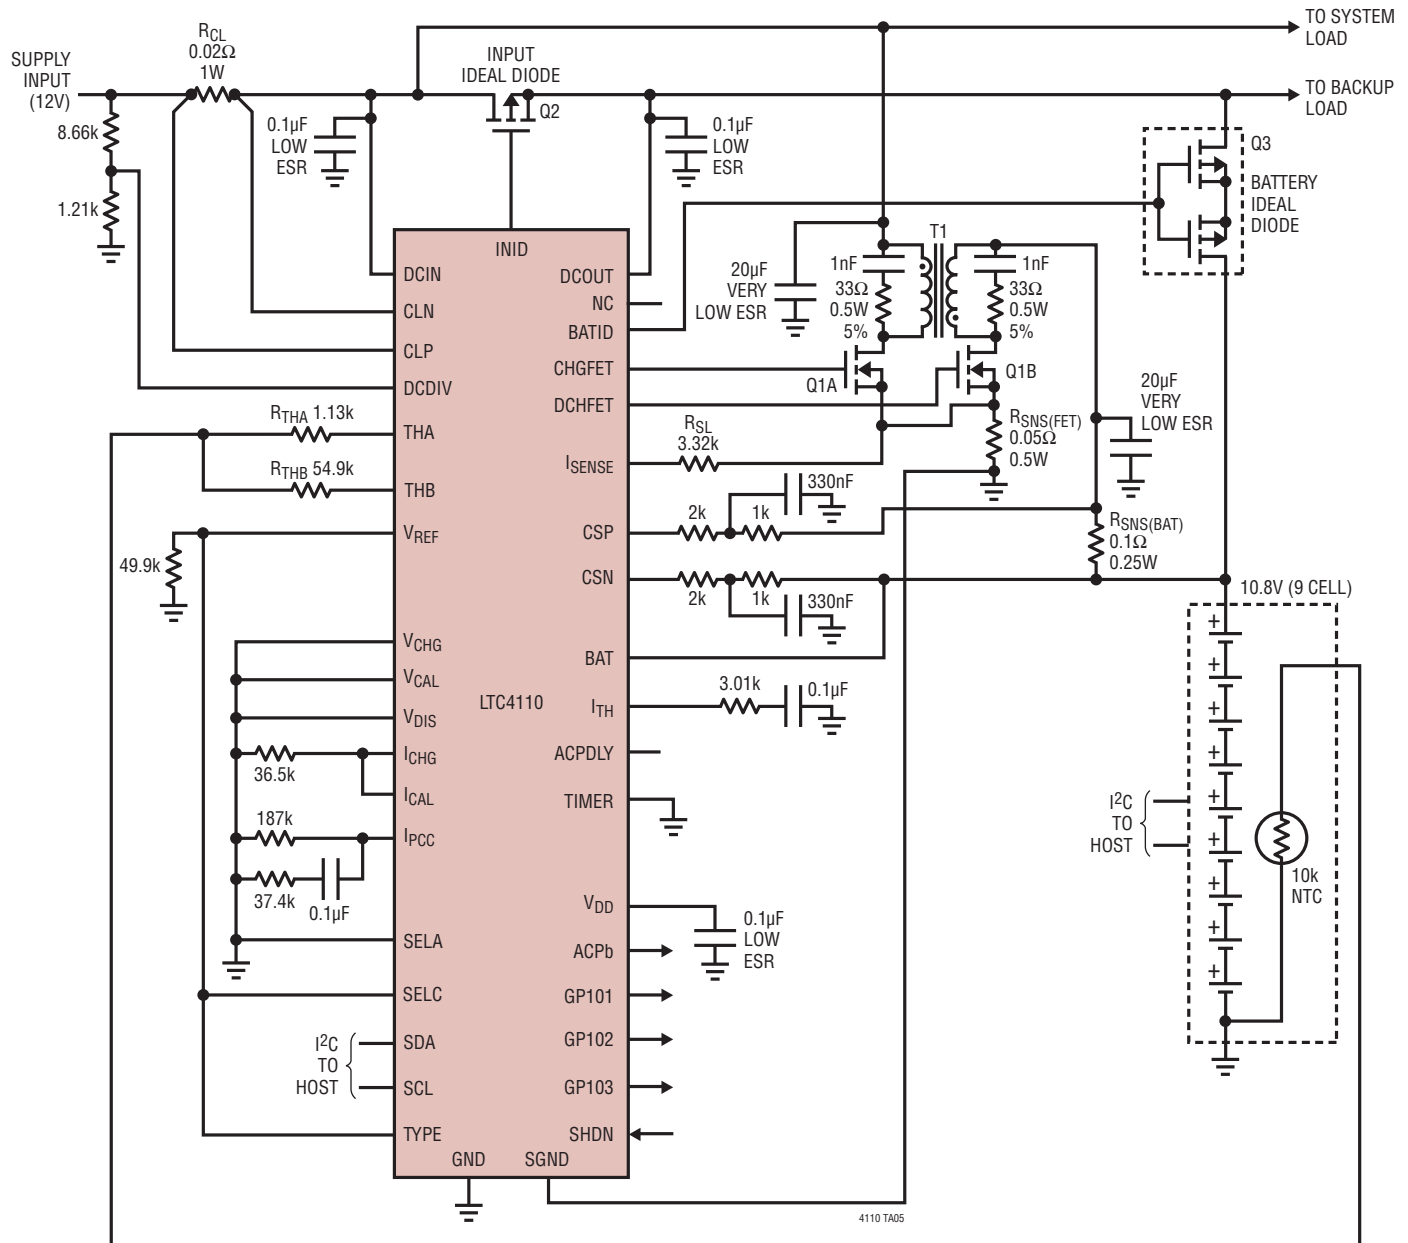 SUPPLY
INPUT
(12V)
RCL
0.02Ω
1W
8.66k
1.21k
0.1µF
LOW
ESR
INPUT
IDEAL DIODE
Q2
0.1µF
LOW
ESR
TO SYSTEM
LOAD
TO BACKUP
LOAD
Q3
BATTERY
IDEAL
DIODE
T1
20µF
VERY
LOW ESR
1nF
33Ω
0.5W
5%
1nF
33Ω
0.5W
5%
Q1A
Q1B
RSNS(FET)
0.05Ω
0.5W
20µF
VERY
LOW ESR
RSL
3.32k
330nF
2k
1k
2k
1k
330nF
RSNS(BAT)
0.1Ω
0.25W
10.8V (9 CELL)
+
+
+
+
+
+
+
+
+
10k
NTC
I2C
TO
HOST
3.01k
0.1µF
0.1µF
LOW
ESR
RTHA 1.13k
RTHB 54.9k
49.9k
36.5k
187k
37.4k
0.1µF
I2C
TO
HOST
INID
DCIN
CLN
CLP
DCDIV
THA
THB
VREF
VCHG
VCAL
VDIS
ICHG
ICAL
IPCC
SELA
SELC
SDA
SCL
TYPE
LTC4110
DCOUT
NC
BATID
CHGFET
DCHFET
ISENSE
CSP
CSN
BAT
ITH
ACPDLY
TIMER
VDD
ACPb
GP101
GP102
GP103
SHDN
GND
SGND
4110 TA05